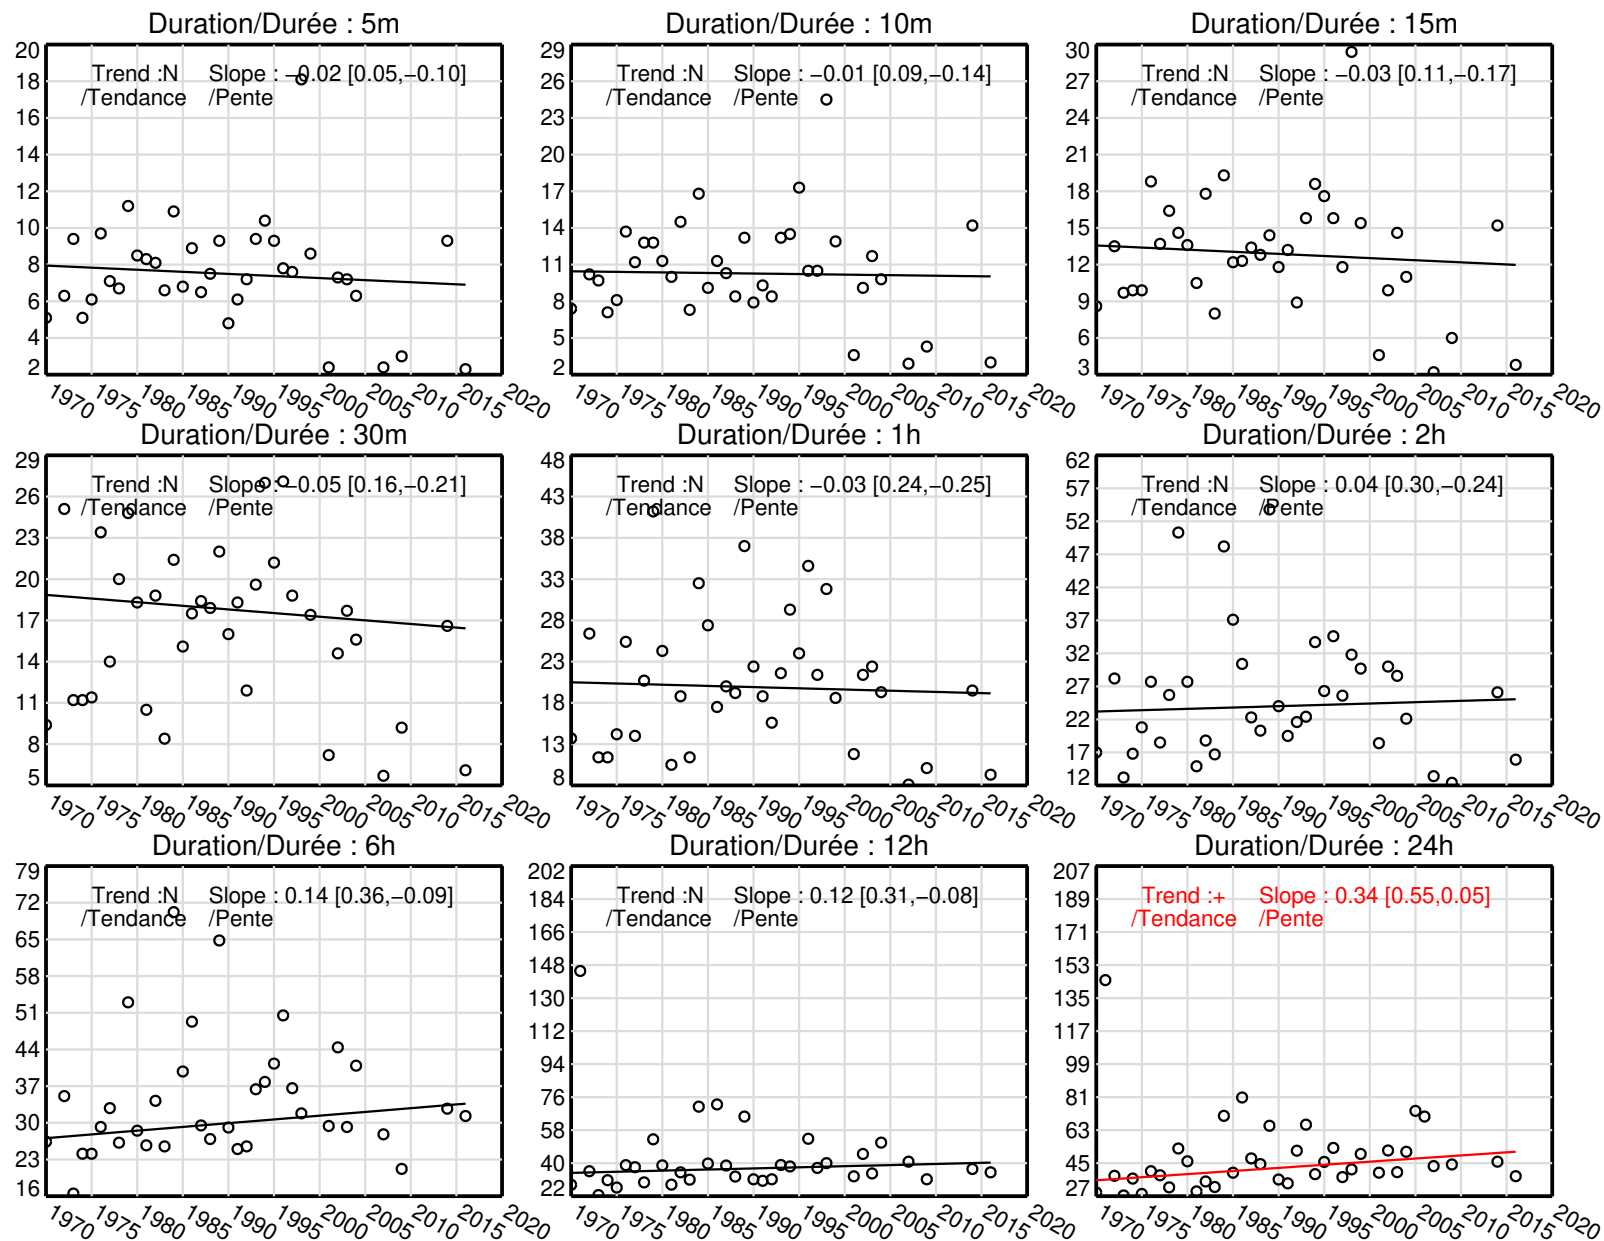 Duration/Durée : 5m
Duration/Durée : 10m
Duration/Durée : 15m
20
18
16
14
12
10
8
6
4
2
Trend :N Slope : −0.02 [0.05,−0.10]
/Tendance /Pente
1970 1975 1980 1985 1990 1995 2000 2005 2010 2015 2020
29
26
23
20
17
14
11
8
5
2
Trend :N Slope : −0.01 [0.09,−0.14]
/Tendance /Pente
1970 1975 1980 1985 1990 1995 2000 2005 2010 2015 2020
30
27
24
21
18
15
12
9
6
3
Trend :N Slope : −0.03 [0.11,−0.17]
/Tendance /Pente
1970 1975 1980 1985 1990 1995 2000 2005 2010 2015 2020
Duration/Durée : 30m
Duration/Durée : 1h
Duration/Durée : 2h
29
26
23
20
17
14
11
8
5
Trend :N Slope : −0.05 [0.16,−0.21]
/Tendance /Pente
1970 1975 1980 1985 1990 1995 2000 2005 2010 2015 2020
48
43
38
33
28
23
18
13
8
Trend :N Slope : −0.03 [0.24,−0.25]
/Tendance /Pente
1970 1975 1980 1985 1990 1995 2000 2005 2010 2015 2020
62
57
52
47
42
37
32
27
22
17
12
Trend :N Slope : 0.04 [0.30,−0.24]
/Tendance /Pente
1970 1975 1980 1985 1990 1995 2000 2005 2010 2015 2020
Duration/Durée : 6h
Duration/Durée : 12h
Duration/Durée : 24h
79
72
65
58
51
44
37
30
23
16
Trend :N Slope : 0.14 [0.36,−0.09]
/Tendance /Pente
1970 1975 1980 1985 1990 1995 2000 2005 2010 2015 2020
202
184
166
148
130
112
94
76
58
40
22
Trend :N Slope : 0.12 [0.31,−0.08]
/Tendance /Pente
1970 1975 1980 1985 1990 1995 2000 2005 2010 2015 2020
207
189
171
153
135
117
99
81
63
45
27
Trend :+ Slope : 0.34 [0.55,0.05]
/Tendance /Pente
1970 1975 1980 1985 1990 1995 2000 2005 2010 2015 2020